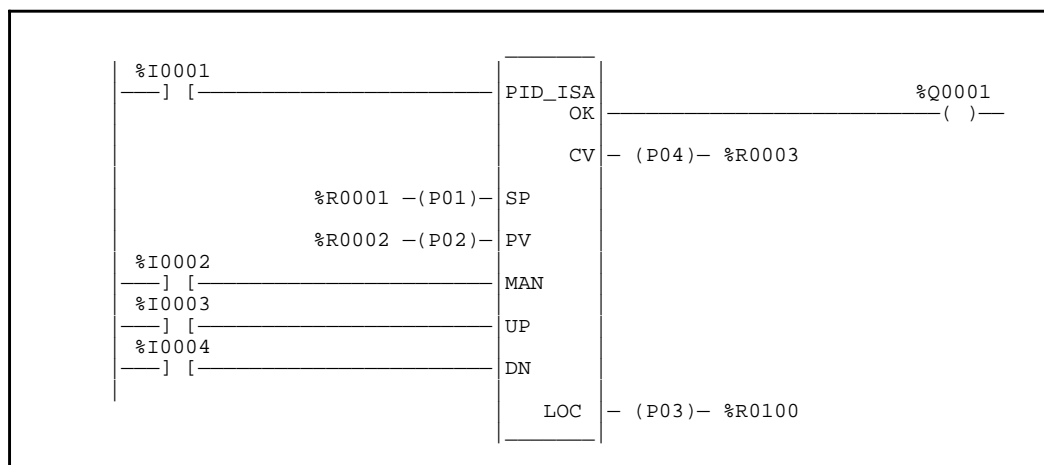 %I0001
] [ PID_ISA %Q0001
OK ( )
CV (P04) %R0003
%R0001 (P01) SP
%R0002 (P02) PV
%I0002
] [ MAN
%I0003
] [ UP
%I0004
] [ DN
LOC (P03) %R0100